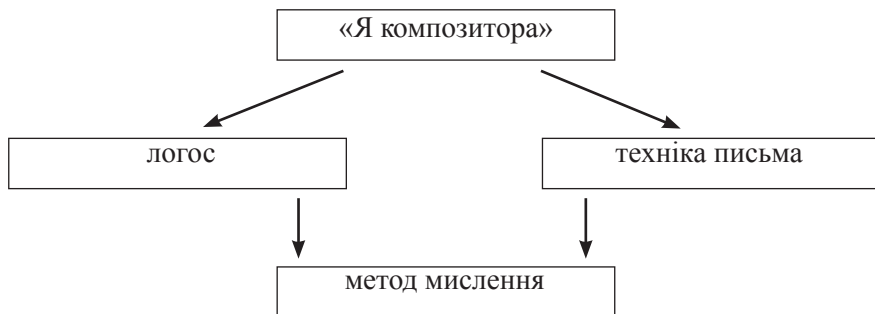 «Я композитора»
логос
техніка письма
метод мислення